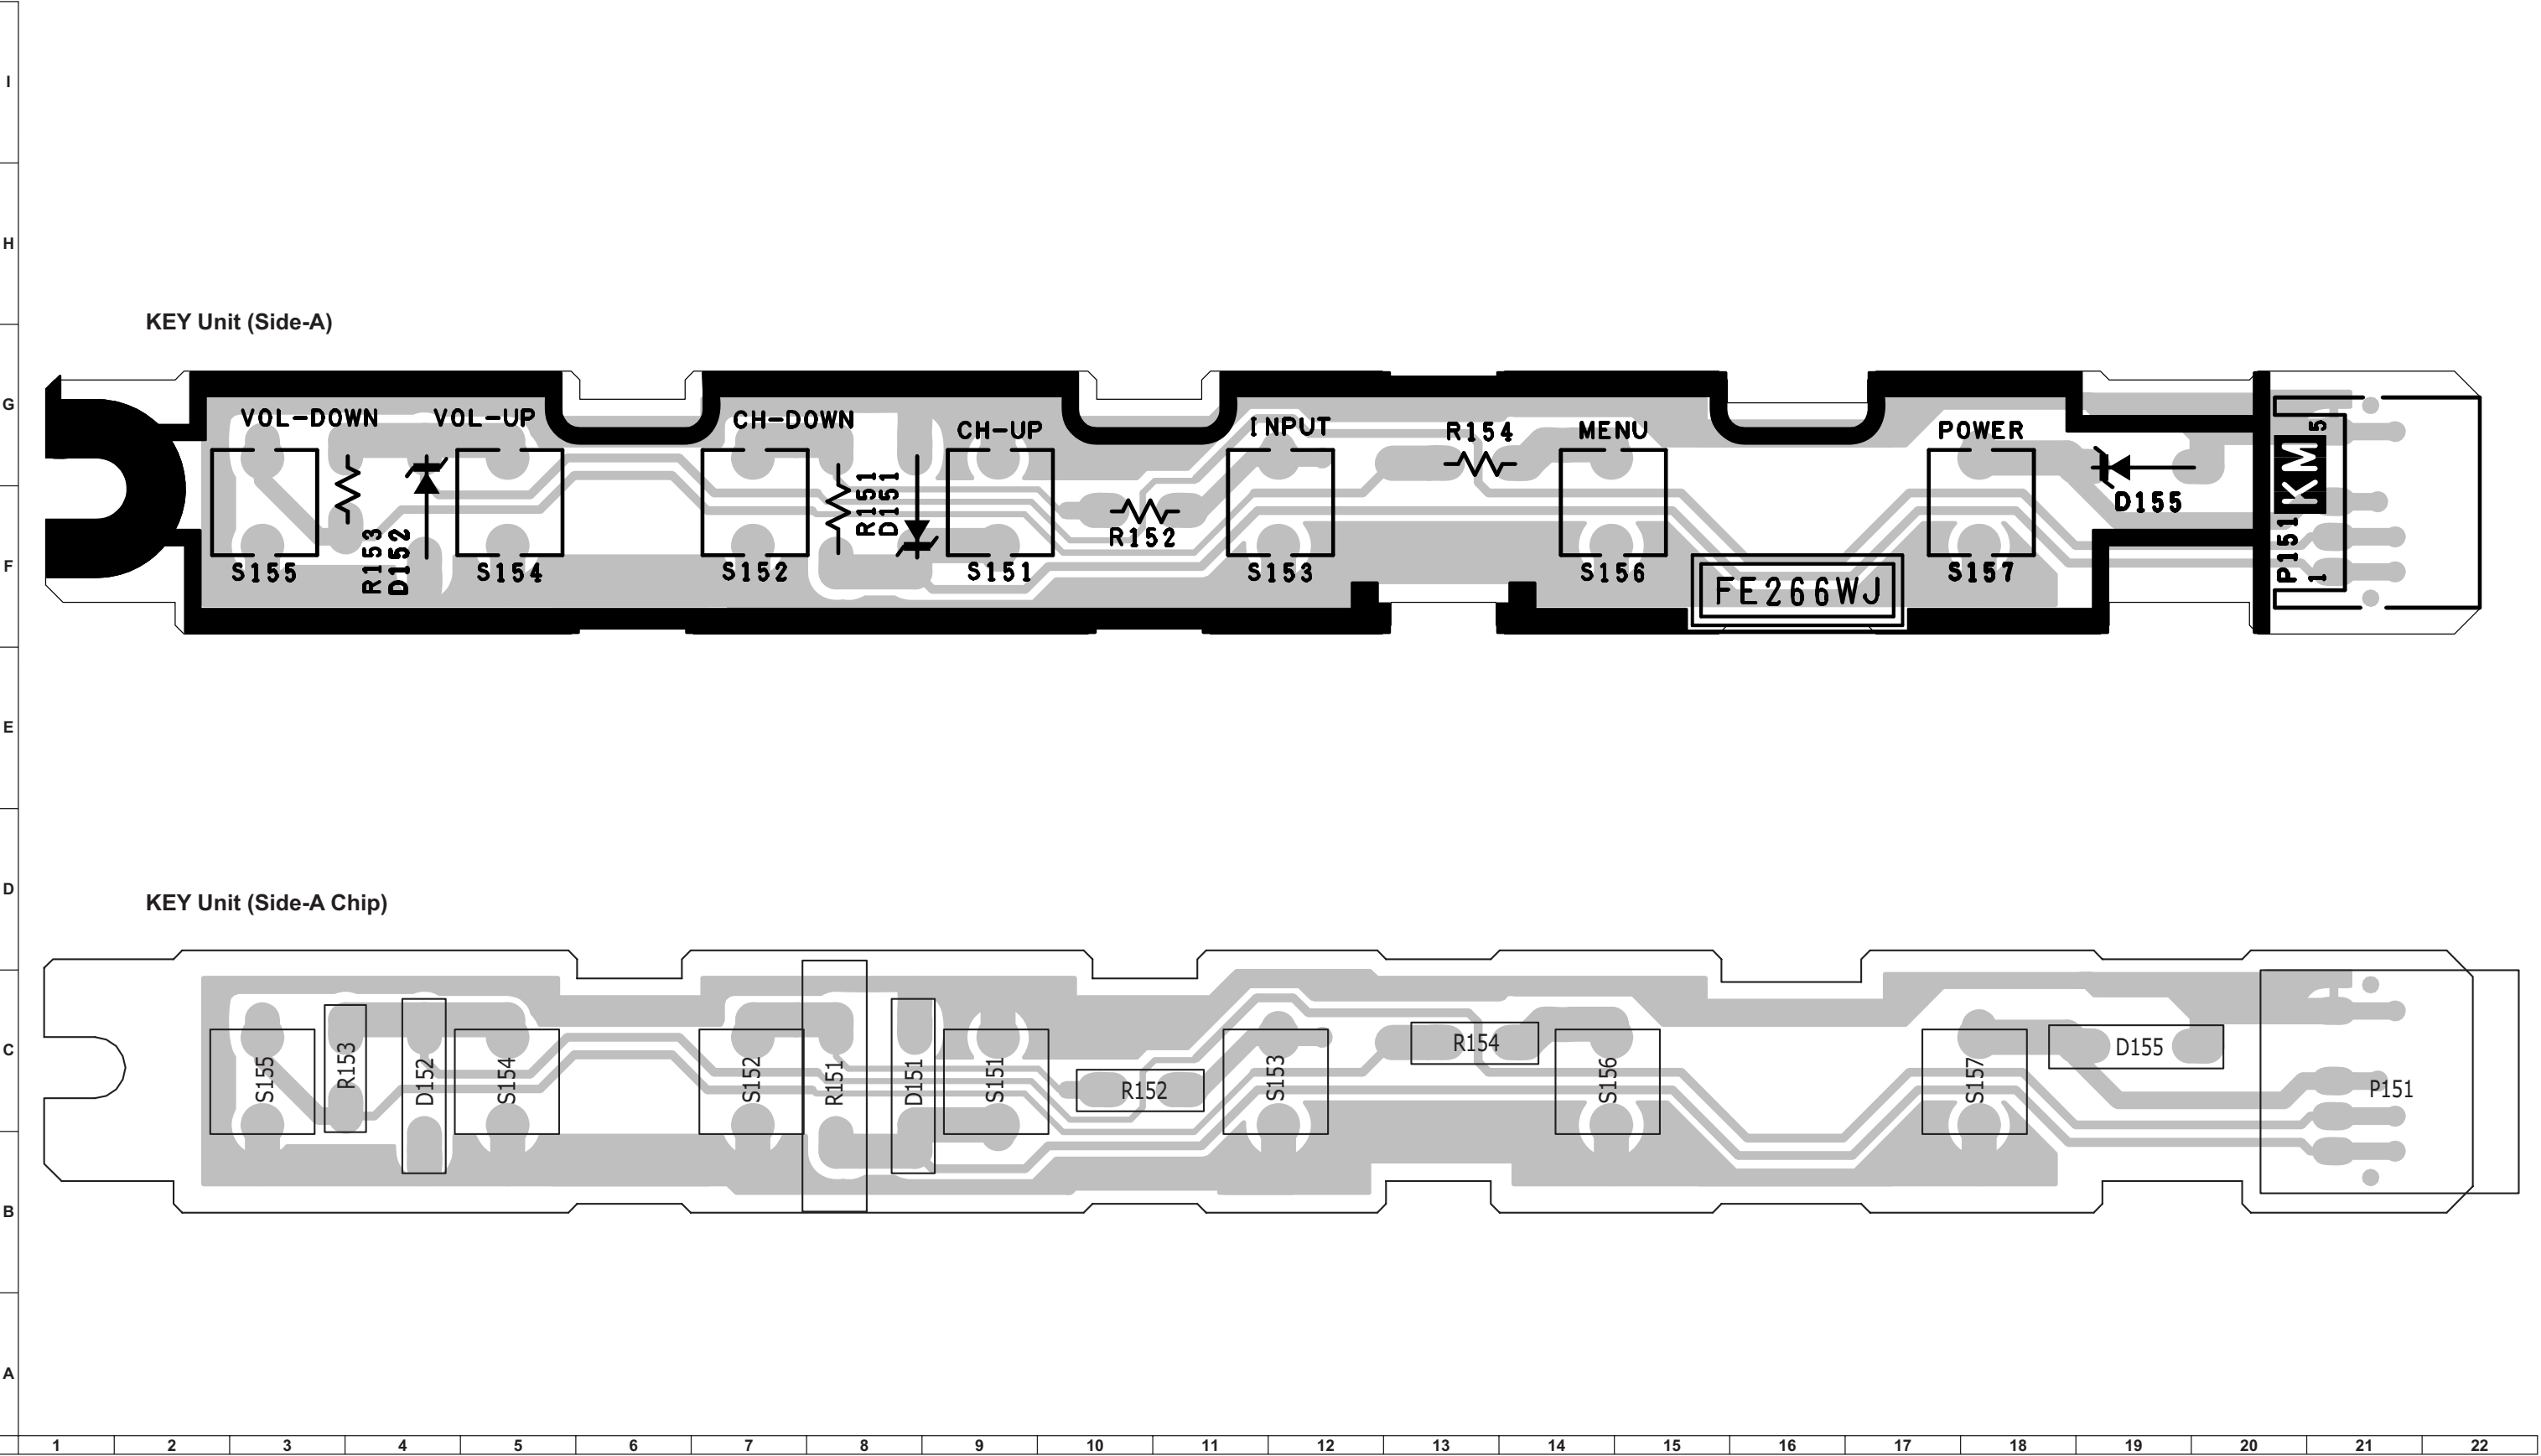 I
H
KEY Unit (Side-A)
G
VOL-DOWN VOL-UP CH-DOWN CH-UP INPUT R154 MENU POWER 5
KM
R153 D152 R151 D151 R152 D155
F
S155 S154 S152 S151 S153 S156 S157 P151 1
FE266WJ
E
D
KEY Unit (Side-A Chip)
C
S155 R153 D152 S154 S152 R151 D151 S151 R152 S153 R154 S156 S157 D155 P151
B
A
1 2 3 4 5 6 7 8 9 10 11 12 13 14 15 16 17 18 19 20 21 22